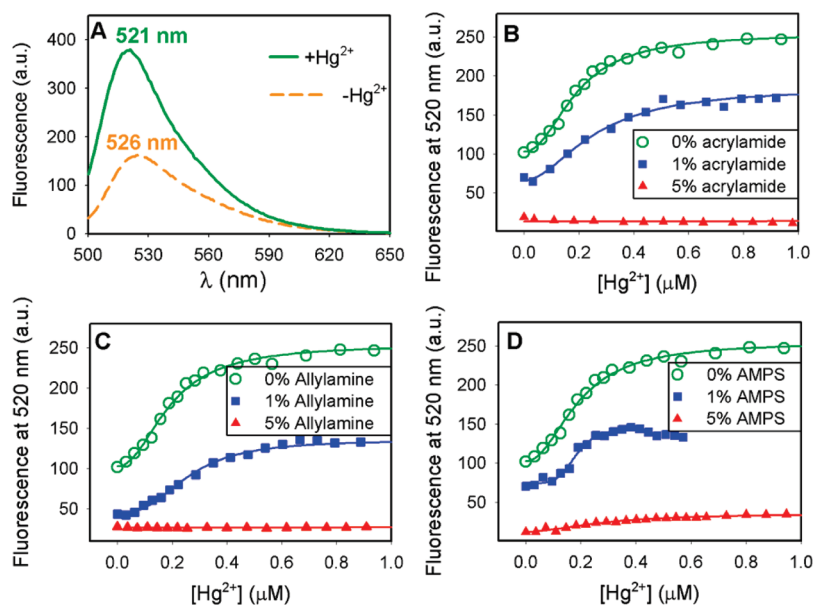 A
521 nm
526 nm
+Hg²⁺
-Hg²⁺
Fluorescence (a.u.)
400
300
200
100
0
500 530 560 590 620 650
λ (nm)
B
Fluorescence at 520 nm (a.u.)
250
200
150
100
50
0% acrylamide
1% acrylamide
5% acrylamide
0.0 0.2 0.4 0.6 0.8 1.0
[Hg²⁺] (μM)
C
Fluorescence at 520 nm (a.u.)
250
200
150
100
50
0% Allylamine
1% Allylamine
5% Allylamine
0.0 0.2 0.4 0.6 0.8 1.0
[Hg²⁺] (μM)
D
Fluorescence at 520 nm (a.u.)
250
200
150
100
50
0% AMPS
1% AMPS
5% AMPS
0.0 0.2 0.4 0.6 0.8 1.0
[Hg²⁺] (μM)